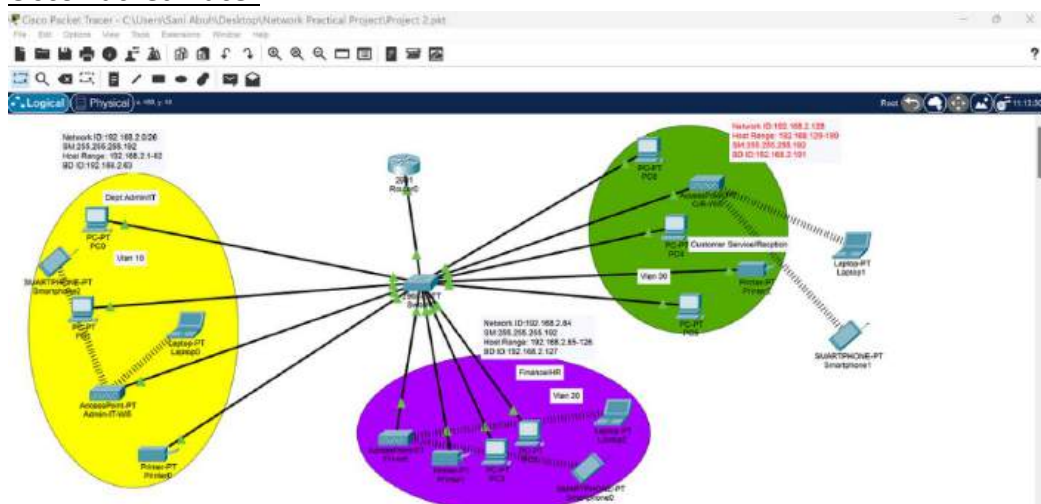 Cisco Packet Tracer - C:\Users\Sani Abuh\Desktop\Network Practical Project\Project 2.pkt
File Edit Options View Tools Extensions Window Help
?
Logical
Physical
Root
Network ID:192.168.2.0/26
SM:255.255.255.192
Host Range: 192.168.2.1-62
BD ID:192.168.2.63
Dept:Admin/IT
PC-PT
PC0
Vlan 10
SMARTPHONE-PT
Smartphone2
PC-PT
Laptop-PT
Laptop0
AccessPoint-PT
Admin-IT-Wifi
Printer-PT
Printer0
Router0
Network ID:192.168.2.128
Host Range: 192.168.129-190
SM:255.255.255.192
BD ID:192.168.2.191
PC-PT
PC-PT
Customer Service/Reception
Vlan 30
Printer-PT
PC-PT
Laptop-PT
Laptop1
SMARTPHONE-PT
Smartphone1
Network ID:192.168.2.64
SM:255.255.255.192
Host Range: 192.168.2.65-126
BD ID:192.168.2.127
Finance/HR
Vlan 20
Laptop-PT
Laptop2
PC-PT
Printer-PT
PC-PT
SMARTPHONE-PT
Smartphone0